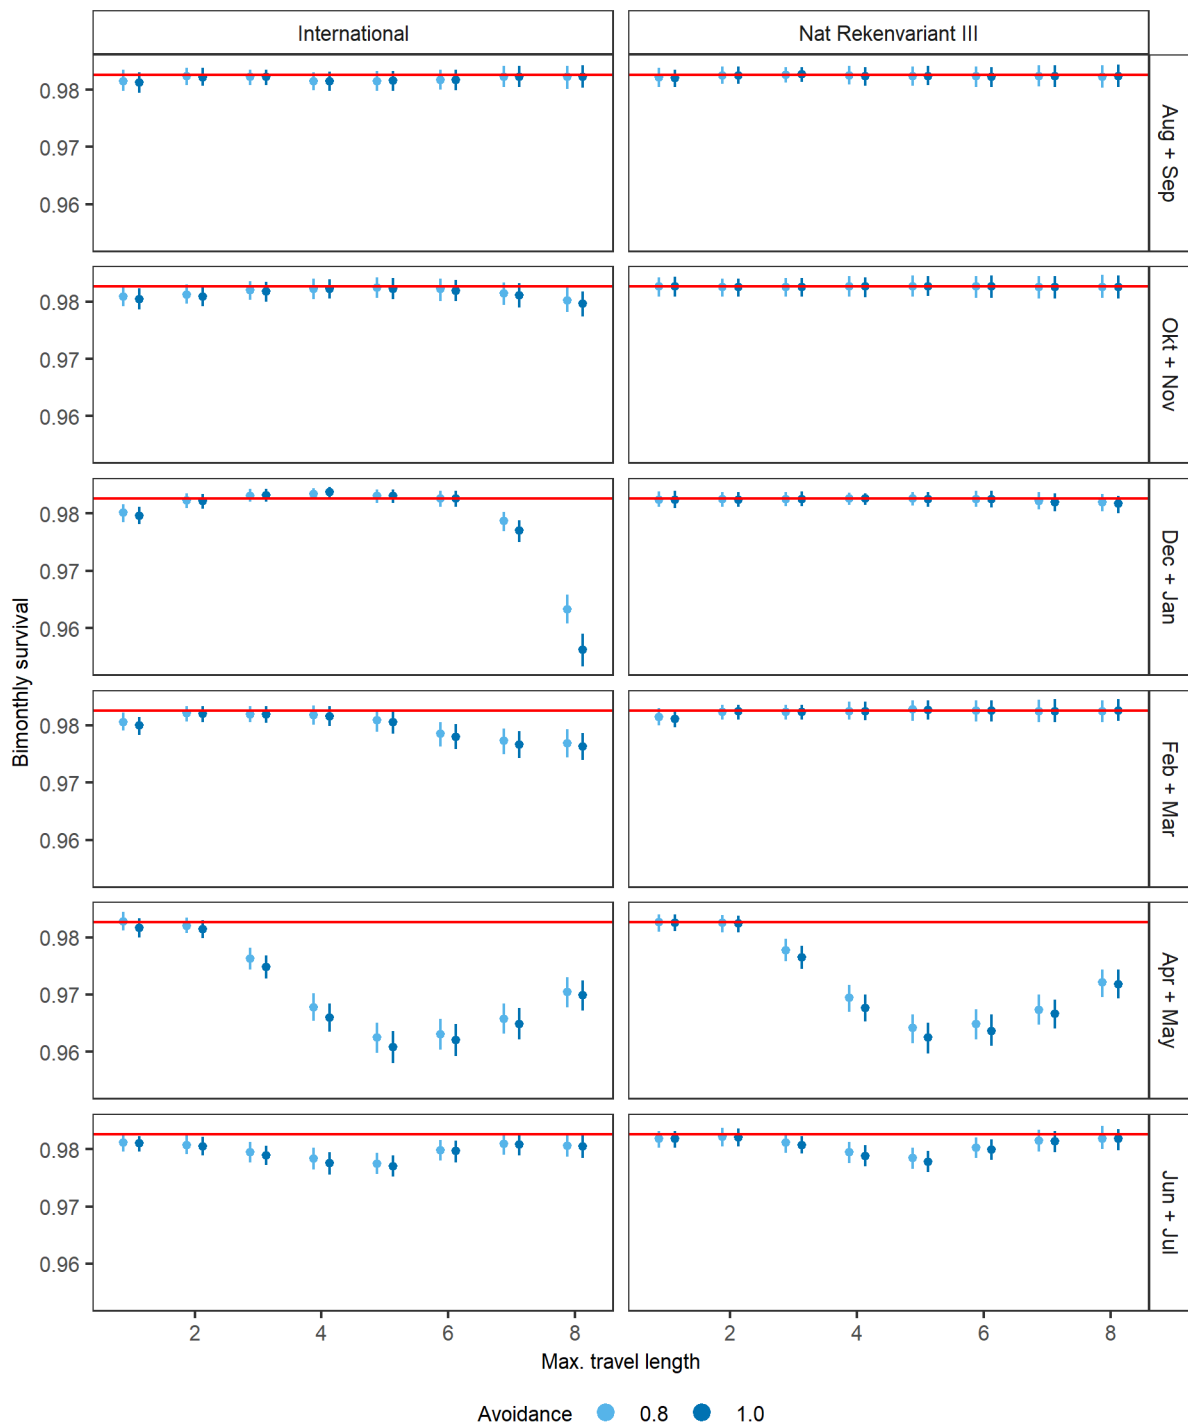 International
Nat Rekenvariant III
0.98
0.97
0.96
Aug + Sep
0.98
0.97
0.96
Okt + Nov
0.98
0.97
0.96
Dec + Jan
0.98
0.97
0.96
Feb + Mar
0.98
0.97
0.96
Apr + May
0.98
0.97
0.96
Jun + Jul
Bimonthly survival
2 4 6 8 2 4 6 8
Max. travel length
Avoidance 0.8 1.0